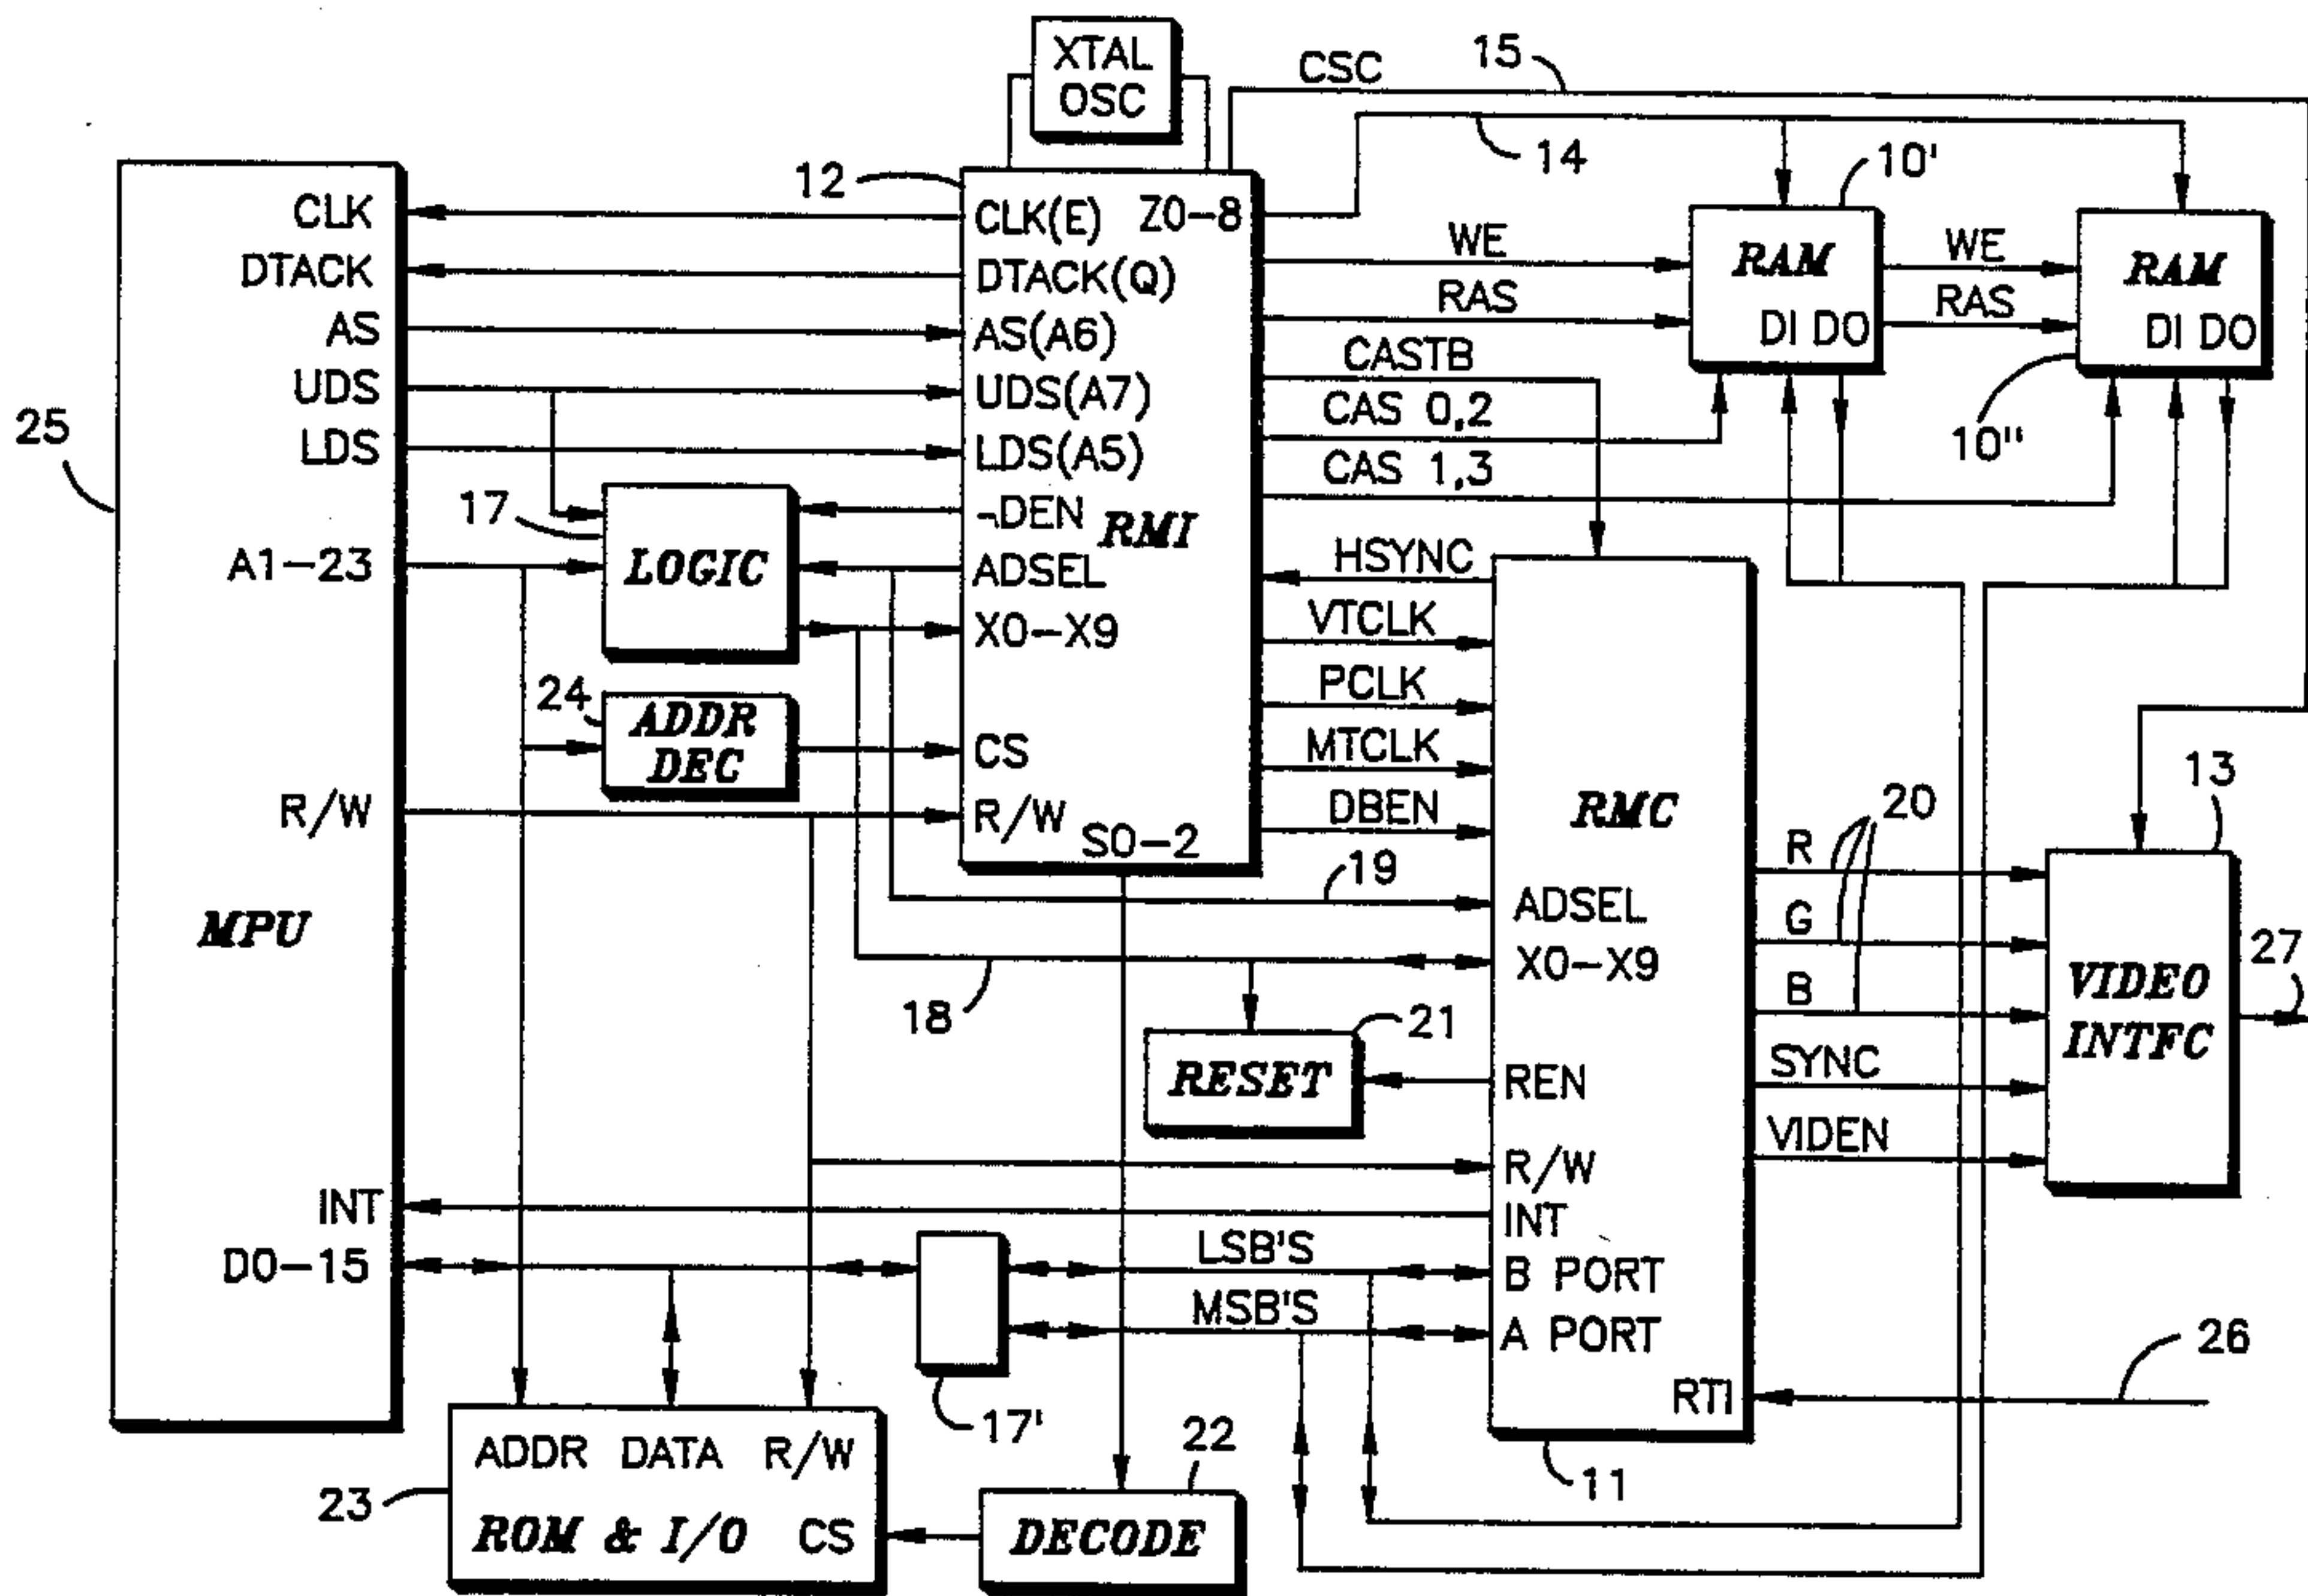 XTAL
OSC
CSC
15
14
12
10'
CLK
CLK(E)
Z0-8
DTACK
DTACK(Q)
WE
RAM
WE
RAM
AS
AS(A6)
RAS
DI DO
RAS
DI DO
UDS
UDS(A7)
CASTB
25
CAS 0,2
10"
LDS
LDS(A5)
CAS 1,3
17
¬DEN
RMI
A1-23
LOGIC
ADSEL
HSYNC
X0-X9
VTCLK
24
ADDR
DEC
PCLK
CS
MTCLK
13
R/W
R/W
S0-2
DBEN
RMC
20
19
R
MPU
ADSEL
G
18
X0-X9
B
VIDEO
INTFC
27
21
RESET
REN
SYNC
R/W
VIDEN
INT
INT
D0-15
LSB'S
B PORT
MSB'S
A PORT
26
17'
RTI
ADDR DATA R/W
22
11
23
ROM & I/O
CS
DECODE